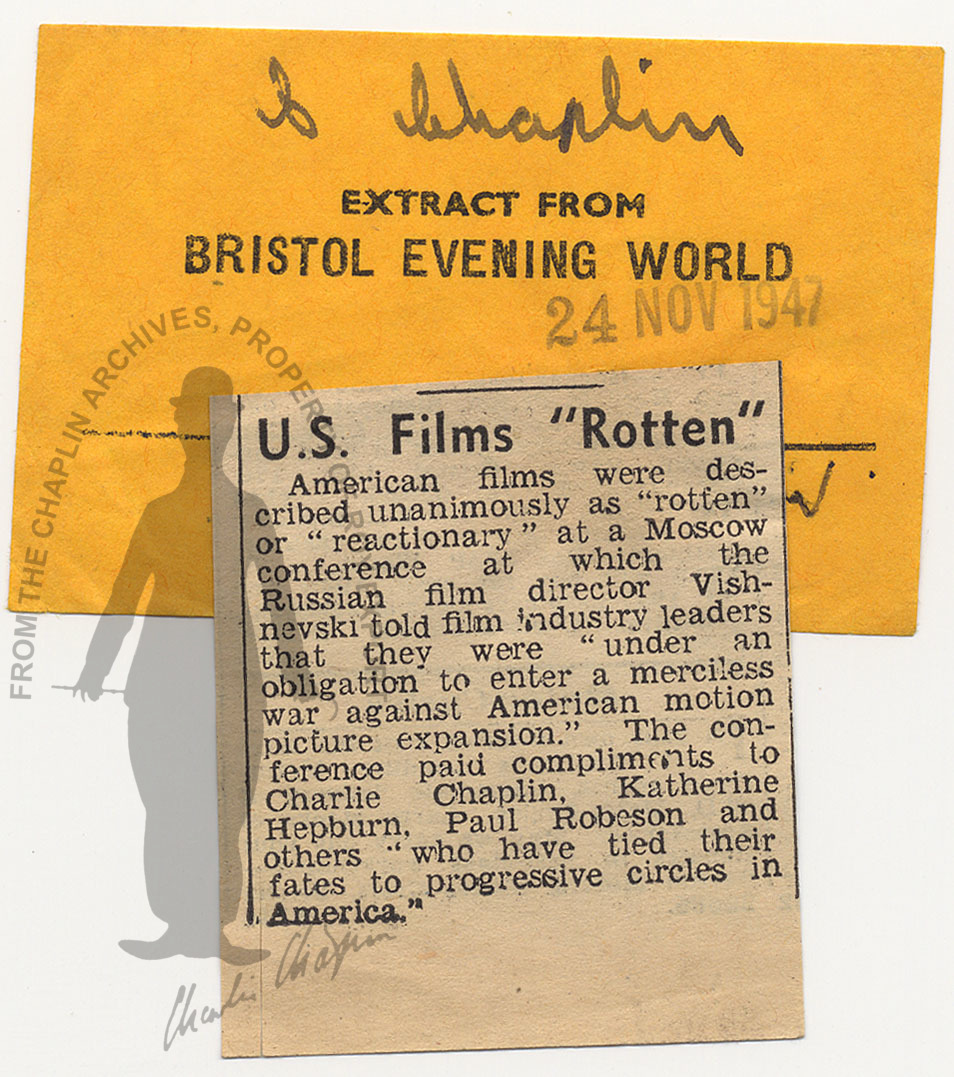 C Chaplin
EXTRACT FROM
BRISTOL EVENING WORLD
24 NOV 1947
FROM THE CHAPLIN ARCHIVES, PROPERTY
U.S. Films "Rotten"
American films were des-
cribed unanimously as "rotten"
or "reactionary" at a Moscow
conference at which the
Russian film director Vish-
nevski told film industry leaders
that they were "under an
obligation to enter a merciless
war against American motion
picture expansion." The con-
ference paid compliments to
Charlie Chaplin, Katherine
Hepburn, Paul Robeson and
others "who have tied their
fates to progressive circles in
America."
Charlie Chaplin